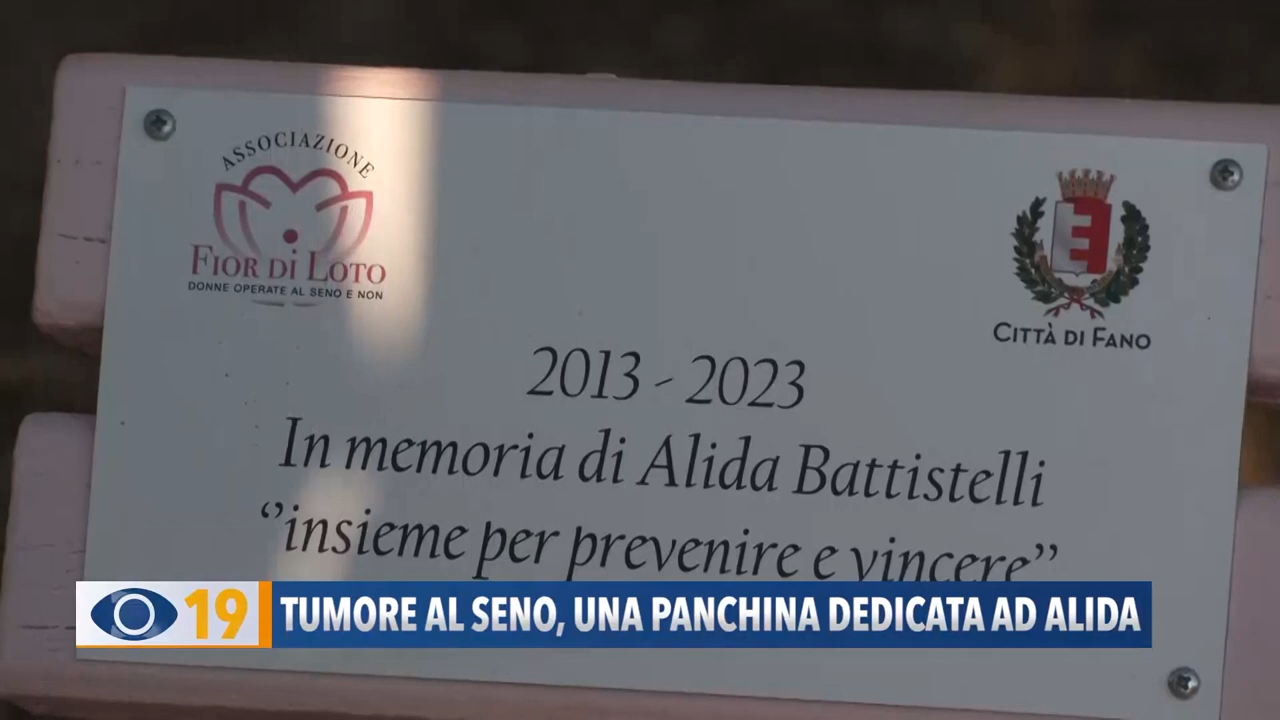 ASSOCIAZIONE
FIOR DI LOTO
DONNE OPERATE AL SENO E NON
CITTÀ DI FANO
2013 - 2023
In memoria di Alida Battistelli
‘’insieme per prevenire e vincere’’
19 TUMORE AL SENO, UNA PANCHINA DEDICATA AD ALIDA